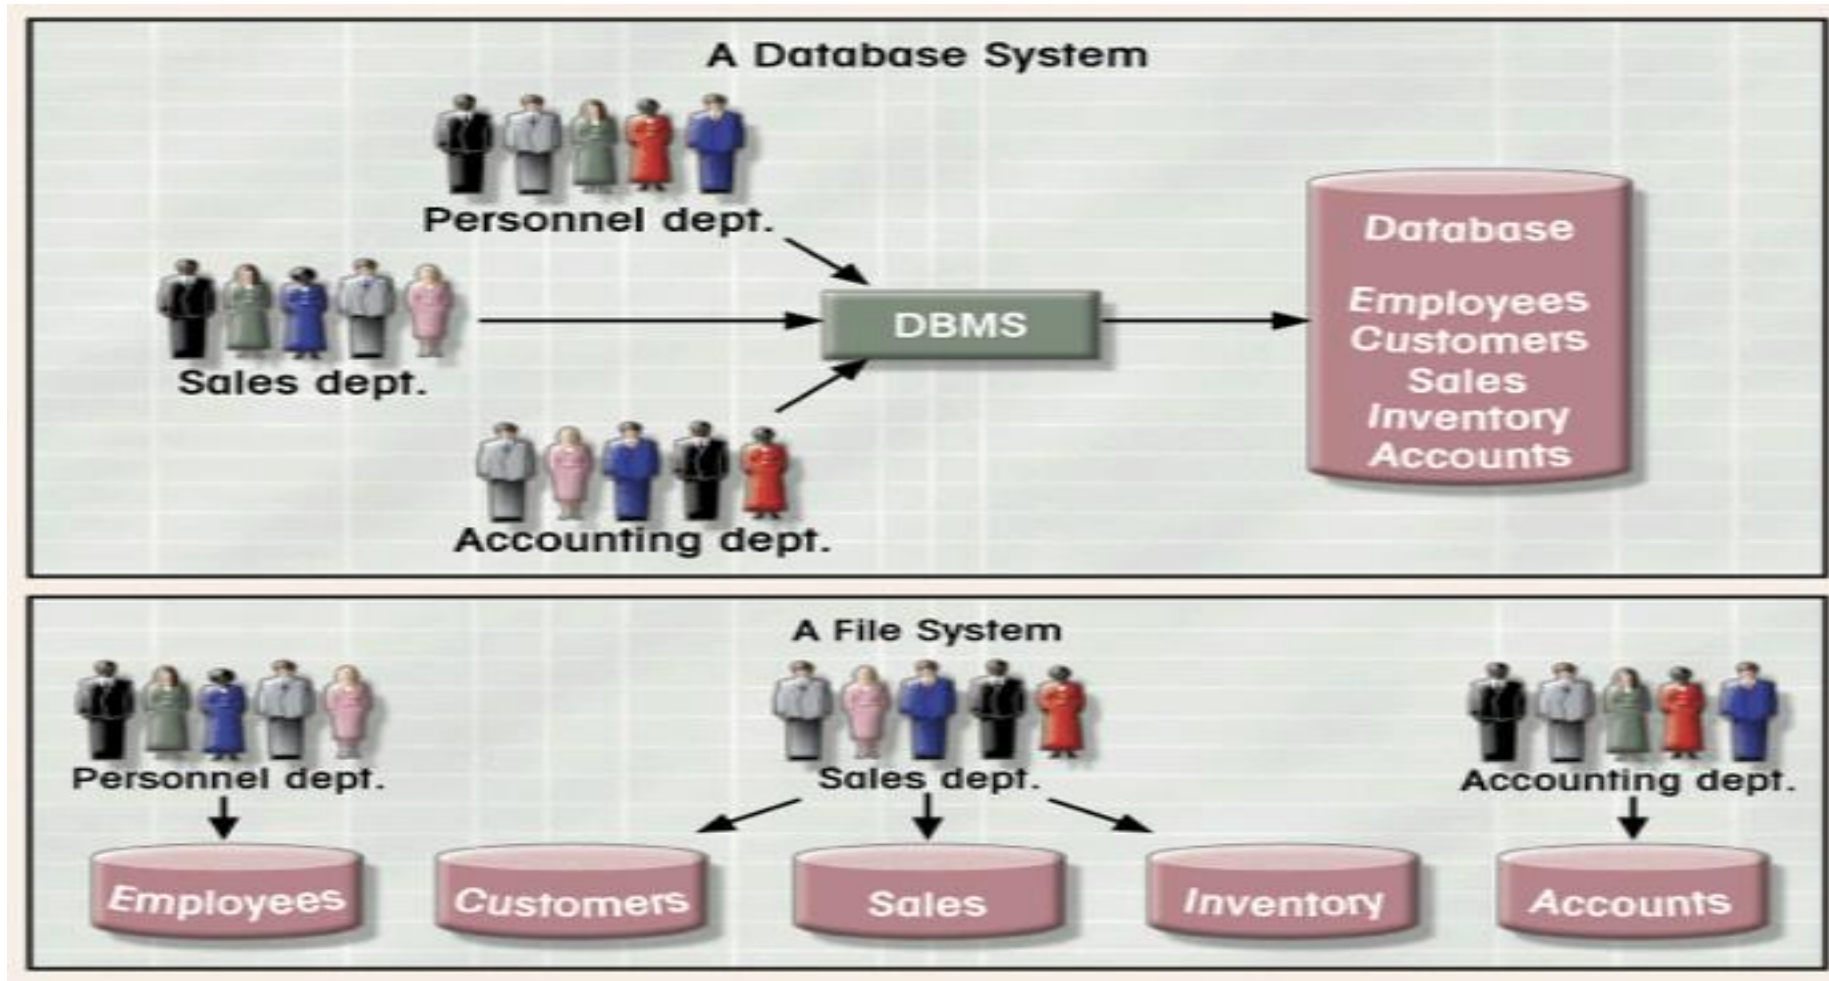 A Database System
Personnel dept.
Sales dept.
Accounting dept.
DBMS
Database
Employees
Customers
Sales
Inventory
Accounts
A File System
Personnel dept.
Sales dept.
Accounting dept.
Employees
Customers
Sales
Inventory
Accounts